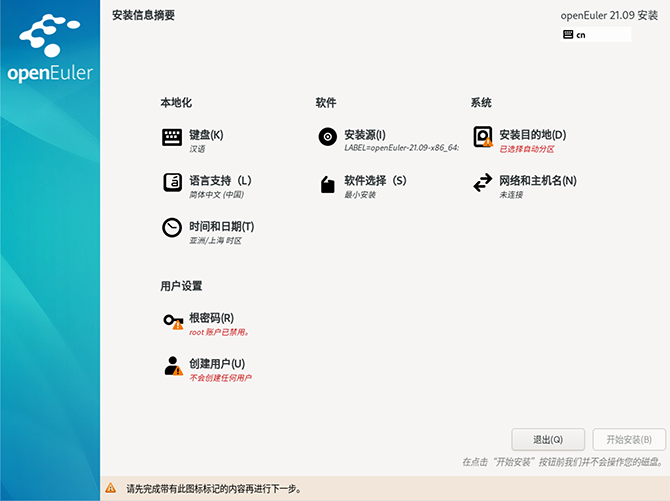 openEuler
安装信息摘要
openEuler 21.09 安装
cn
本地化
键盘(K)
汉语
语言支持（L）
简体中文 (中国)
时间和日期(T)
亚洲/上海 时区
软件
安装源(I)
LABEL=openEuler-21.09-x86_64:
软件选择（S）
最小安装
系统
安装目的地(D)
已选择自动分区
网络和主机名(N)
未连接
用户设置
根密码(R)
root 账户已禁用。
创建用户(U)
不会创建任何用户
退出(Q)
开始安装(B)
在点击“开始安装”按钮前我们并不会操作您的磁盘。
请先完成带有此图标标记的内容再进行下一步。